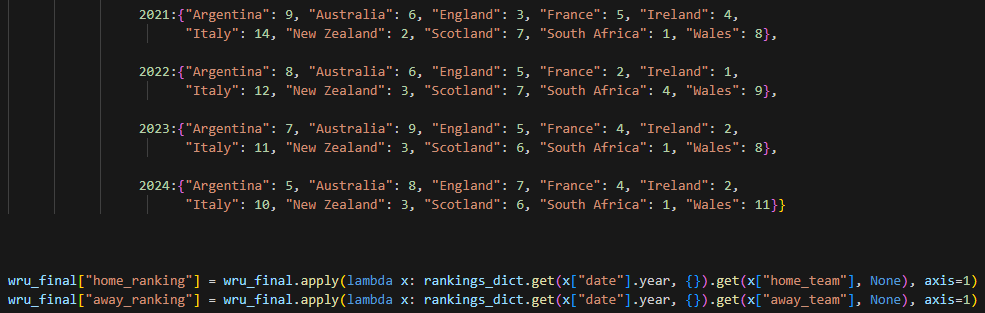 2021:{"Argentina": 9, "Australia": 6, "England": 3, "France": 5, "Ireland": 4,
"Italy": 14, "New Zealand": 2, "Scotland": 7, "South Africa": 1, "Wales": 8},
2022:{"Argentina": 8, "Australia": 6, "England": 5, "France": 2, "Ireland": 1,
"Italy": 12, "New Zealand": 3, "Scotland": 7, "South Africa": 4, "Wales": 9},
2023:{"Argentina": 7, "Australia": 9, "England": 5, "France": 4, "Ireland": 2,
"Italy": 11, "New Zealand": 3, "Scotland": 6, "South Africa": 1, "Wales": 8},
2024:{"Argentina": 5, "Australia": 8, "England": 7, "France": 4, "Ireland": 2,
"Italy": 10, "New Zealand": 3, "Scotland": 6, "South Africa": 1, "Wales": 11}}
wru_final["home_ranking"] = wru_final.apply(lambda x: rankings_dict.get(x["date"].year, {}).get(x["home_team"], None), axis=1)
wru_final["away_ranking"] = wru_final.apply(lambda x: rankings_dict.get(x["date"].year, {}).get(x["away_team"], None), axis=1)